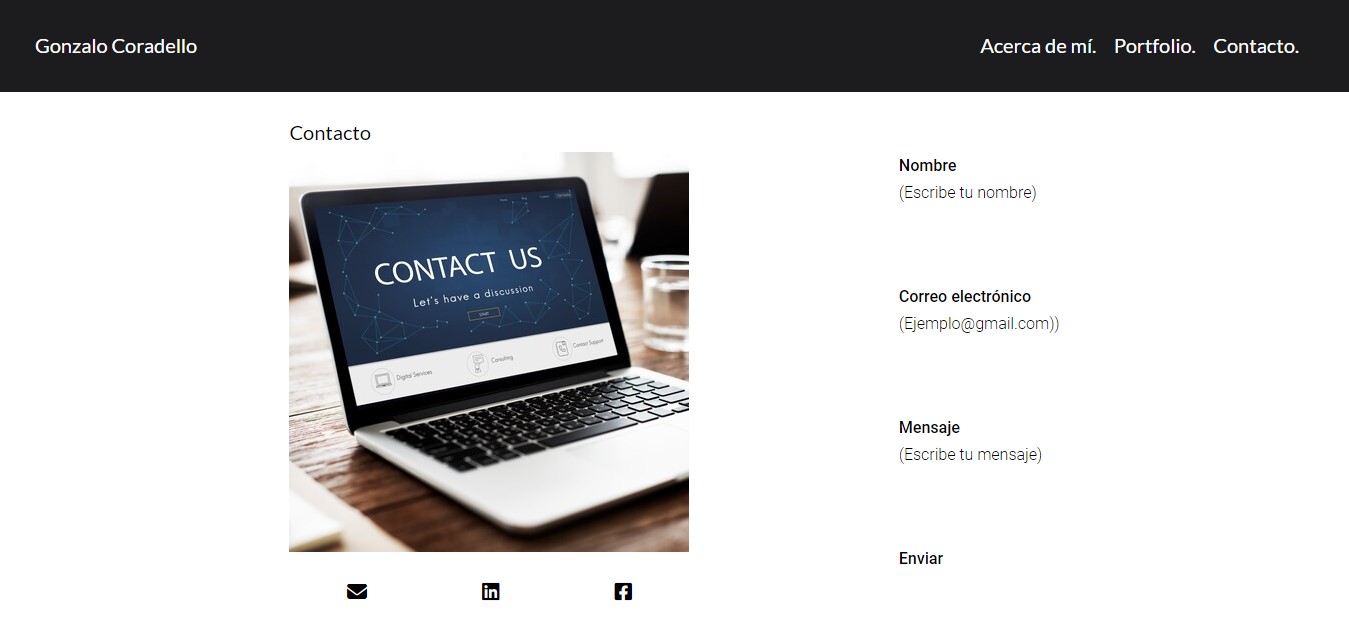 Gonzalo Coradello
Acerca de mí. Portfolio. Contacto.
Contacto
CONTACT US
Let's have a discussion
START
Digital Services
Consulting
Contact Support
Nombre
(Escribe tu nombre)
Correo electrónico
(Ejemplo@gmail.com))
Mensaje
(Escribe tu mensaje)
Enviar